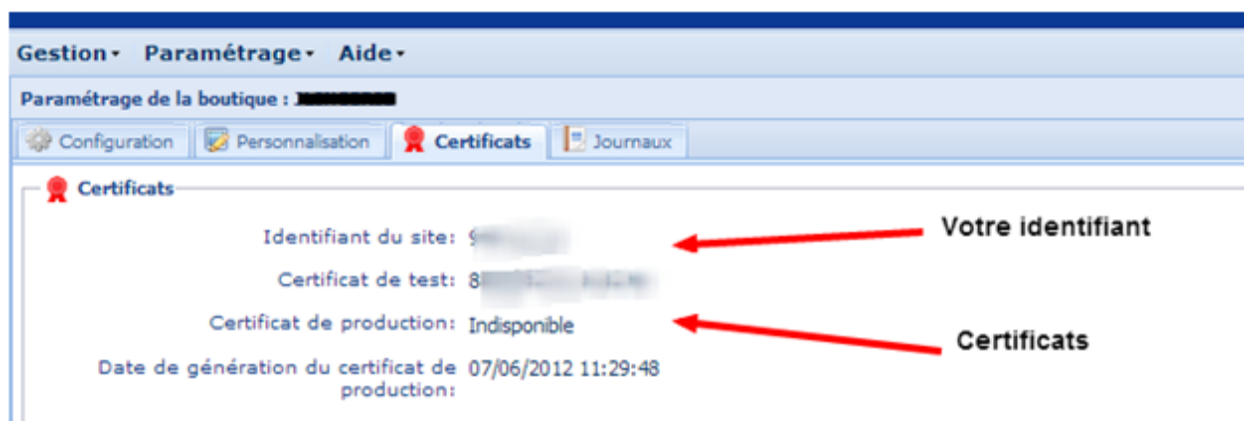 Gestion Paramétrage Aide
Paramétrage de la boutique :
Configuration Personnalisation Certificats Journaux
Certificats
Identifiant du site: Votre identifiant
Certificat de test:
Certificat de production: Indisponible
Certificats
Date de génération du certificat de production: 07/06/2012 11:29:48